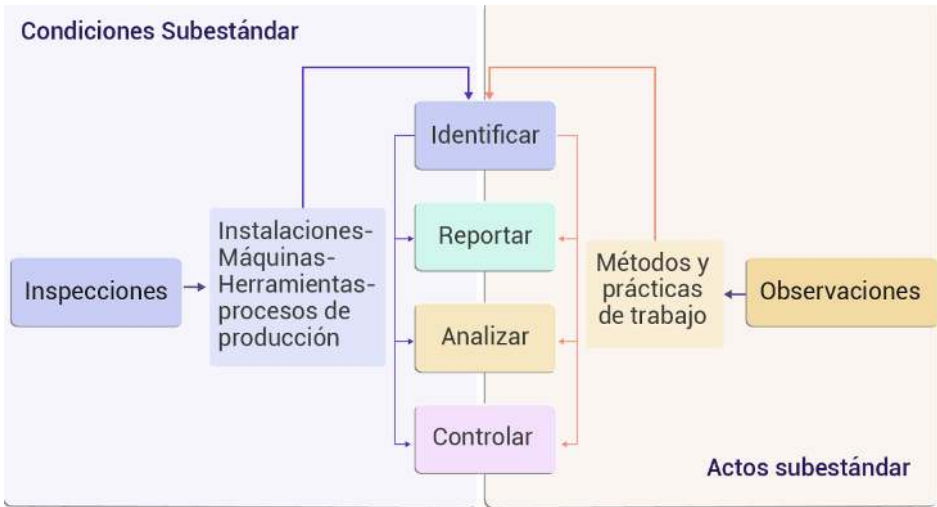 Condiciones Subestándar
Identificar
Instalaciones-
Máquinas-
Herramientas-
procesos de
producción
Reportar
Métodos y
prácticas
de trabajo
Inspecciones
Observaciones
Analizar
Controlar
Actos subestándar